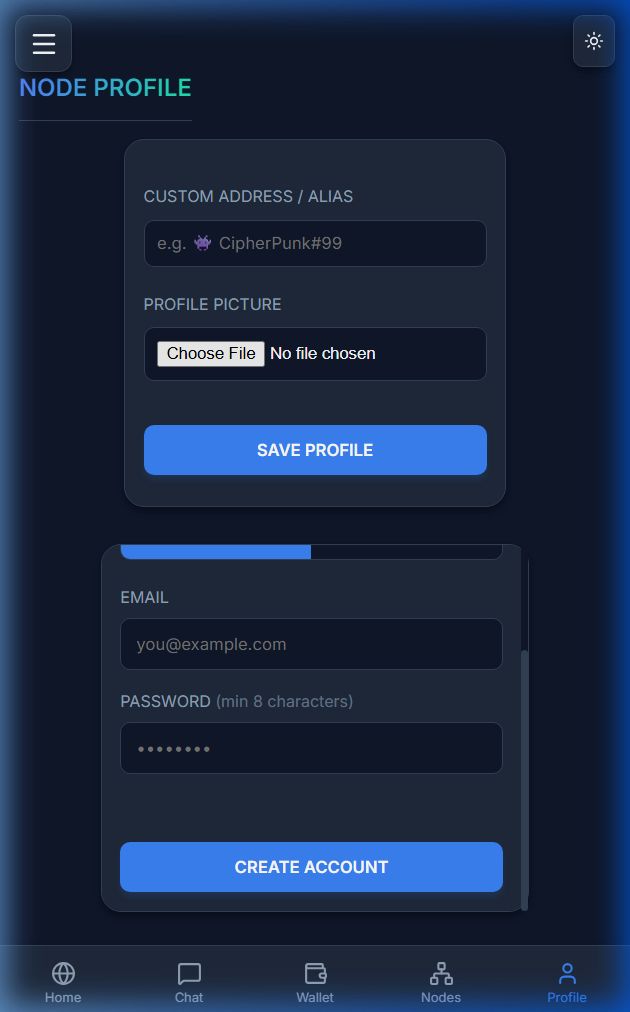 NODE PROFILE
CUSTOM ADDRESS / ALIAS
e.g. 👾 CipherPunk#99
PROFILE PICTURE
Choose File No file chosen
SAVE PROFILE
EMAIL
you@example.com
PASSWORD (min 8 characters)
••••••••
CREATE ACCOUNT
Home Chat Wallet Nodes Profile